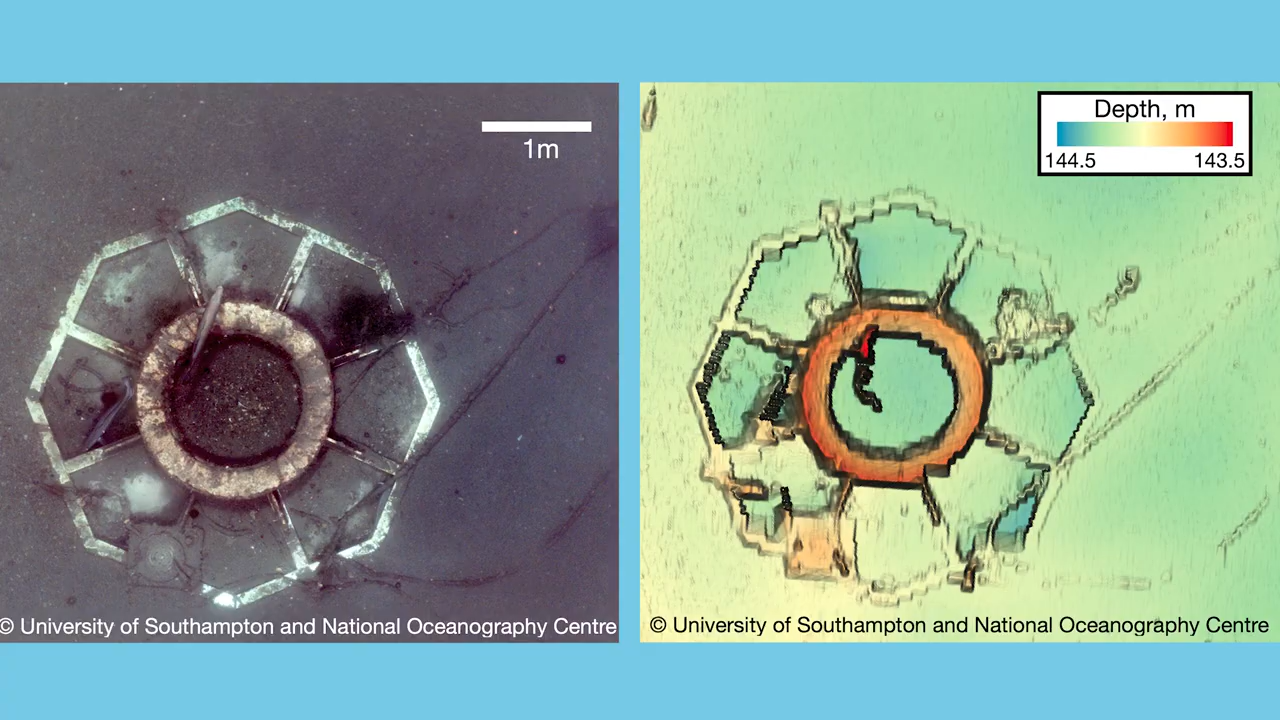 1m
© University of Southampton and National Oceanography Centre
Depth, m
144.5 143.5
© University of Southampton and National Oceanography Centre